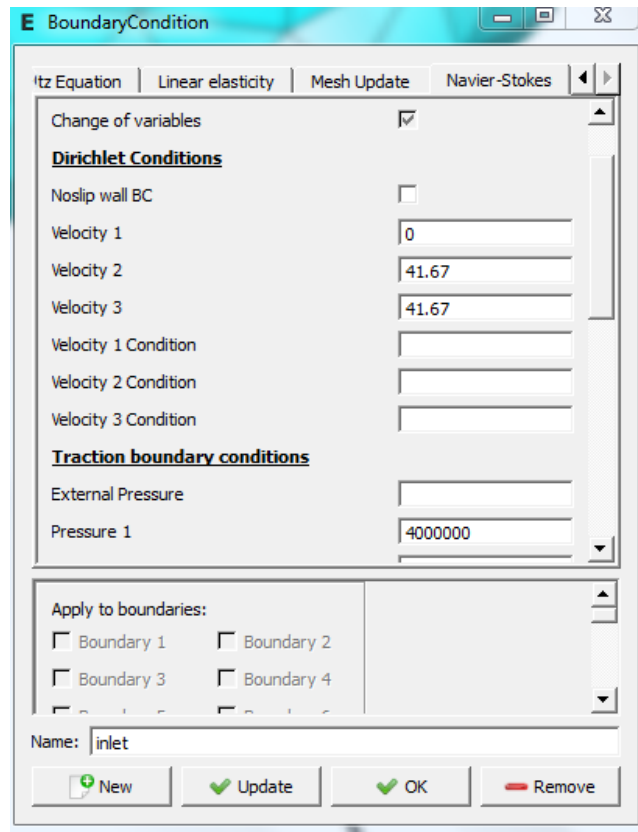 E BoundaryCondition
ltz Equation Linear elasticity Mesh Update Navier-Stokes
Change of variables
Dirichlet Conditions
Noslip wall BC
Velocity 1 0
Velocity 2 41.67
Velocity 3 41.67
Velocity 1 Condition
Velocity 2 Condition
Velocity 3 Condition
Traction boundary conditions
External Pressure
Pressure 1 4000000
Apply to boundaries:
Boundary 1 Boundary 2
Boundary 3 Boundary 4
Name: inlet
New Update OK Remove